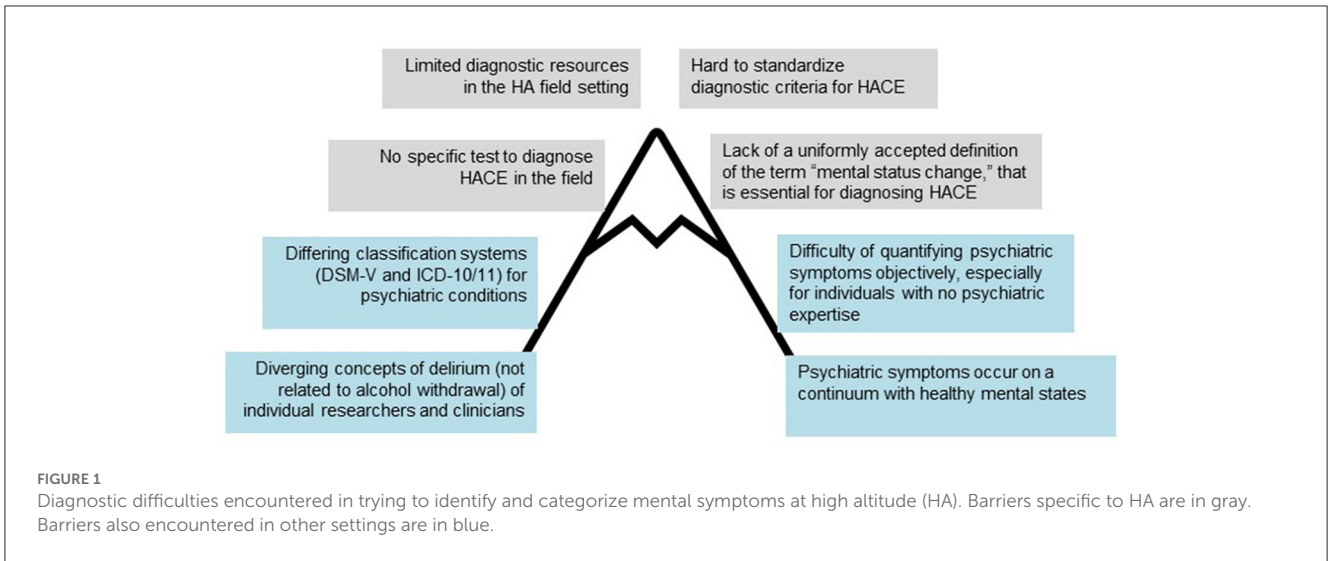 Limited diagnostic resources
in the HA field setting
Hard to standardize
diagnostic criteria for HACE
No specific test to diagnose
HACE in the field
Lack of a uniformly accepted definition
of the term “mental status change,” that
is essential for diagnosing HACE
Differing classification systems
(DSM-V and ICD-10/11) for
psychiatric conditions
Difficulty of quantifying psychiatric
symptoms objectively, especially
for individuals with no psychiatric
expertise
Diverging concepts of delirium (not
related to alcohol withdrawal) of
individual researchers and clinicians
Psychiatric symptoms occur on a
continuum with healthy mental states
FIGURE 1
Diagnostic difficulties encountered in trying to identify and categorize mental symptoms at high altitude (HA). Barriers specific to HA are in gray.
Barriers also encountered in other settings are in blue.